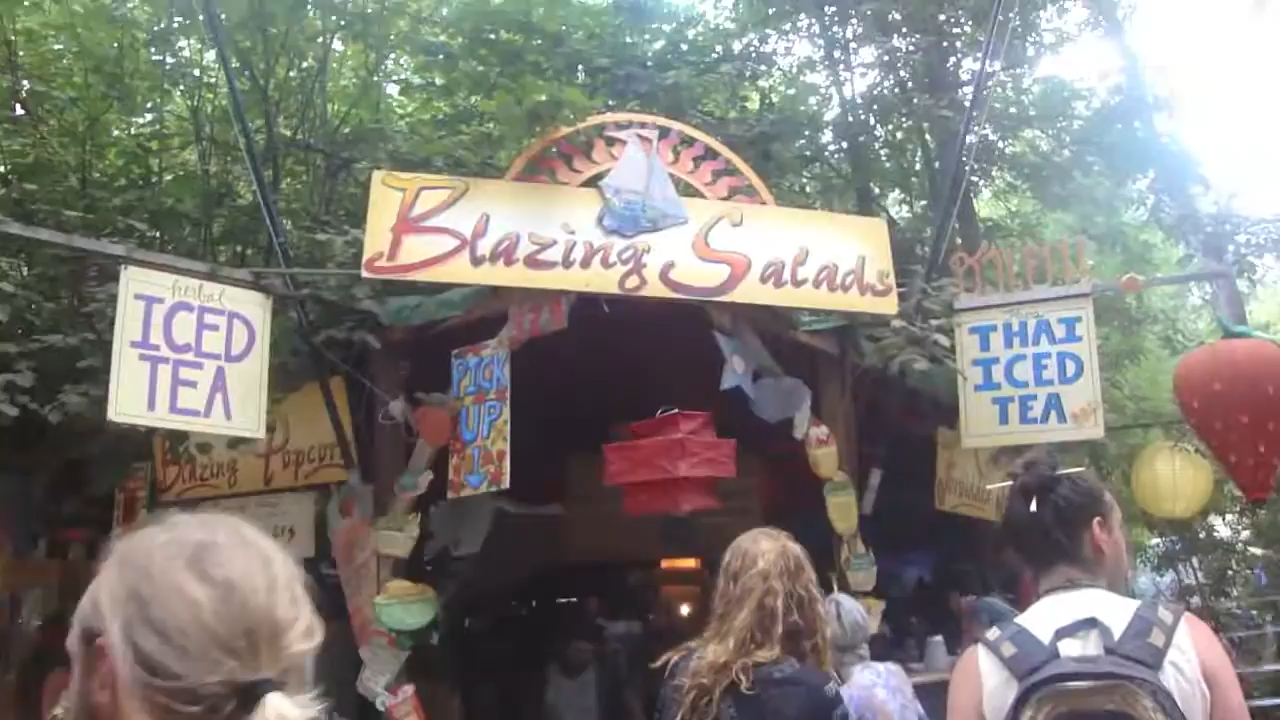 Blazing Salads
herbal
ICED
TEA
THAI
ICED
TEA
PICK
UP
Blazing Popcorn